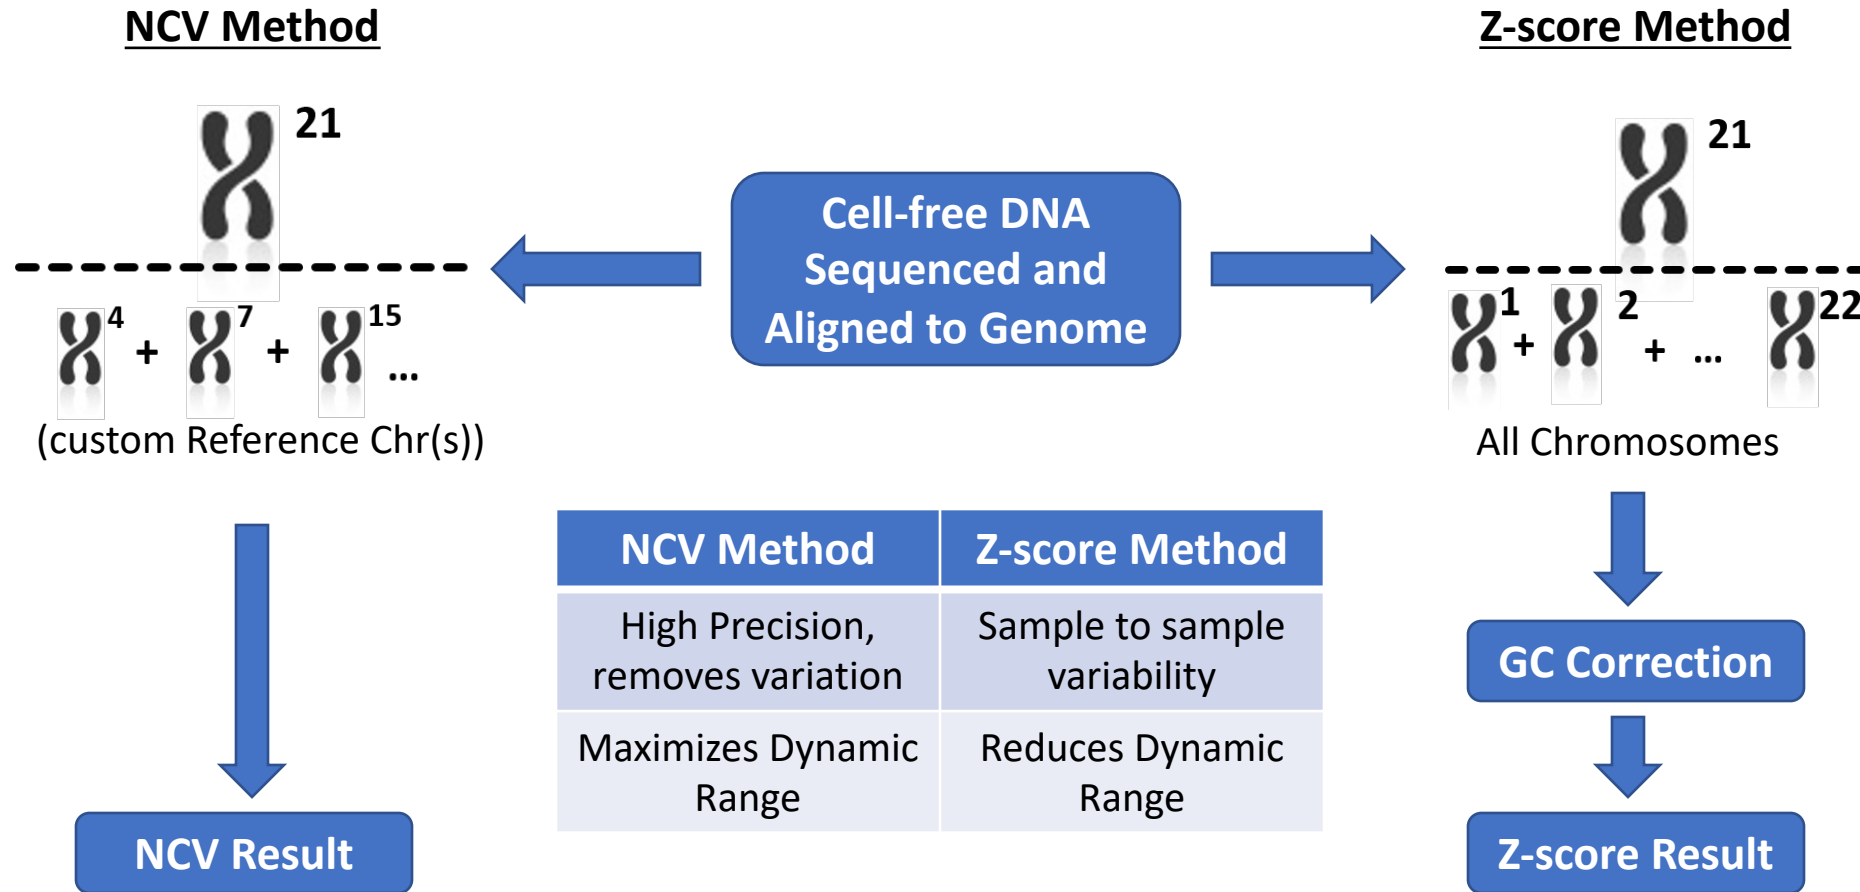 NCV Method
21
4 + 7 + 15 ...
(custom Reference Chr(s))
NCV Result
Cell-free DNA
Sequenced and
Aligned to Genome
Z-score Method
21
1 + 2 + ... 22
All Chromosomes
GC Correction
Z-score Result
NCV Method
Z-score Method
High Precision,
removes variation
Sample to sample
variability
Maximizes Dynamic
Range
Reduces Dynamic
Range